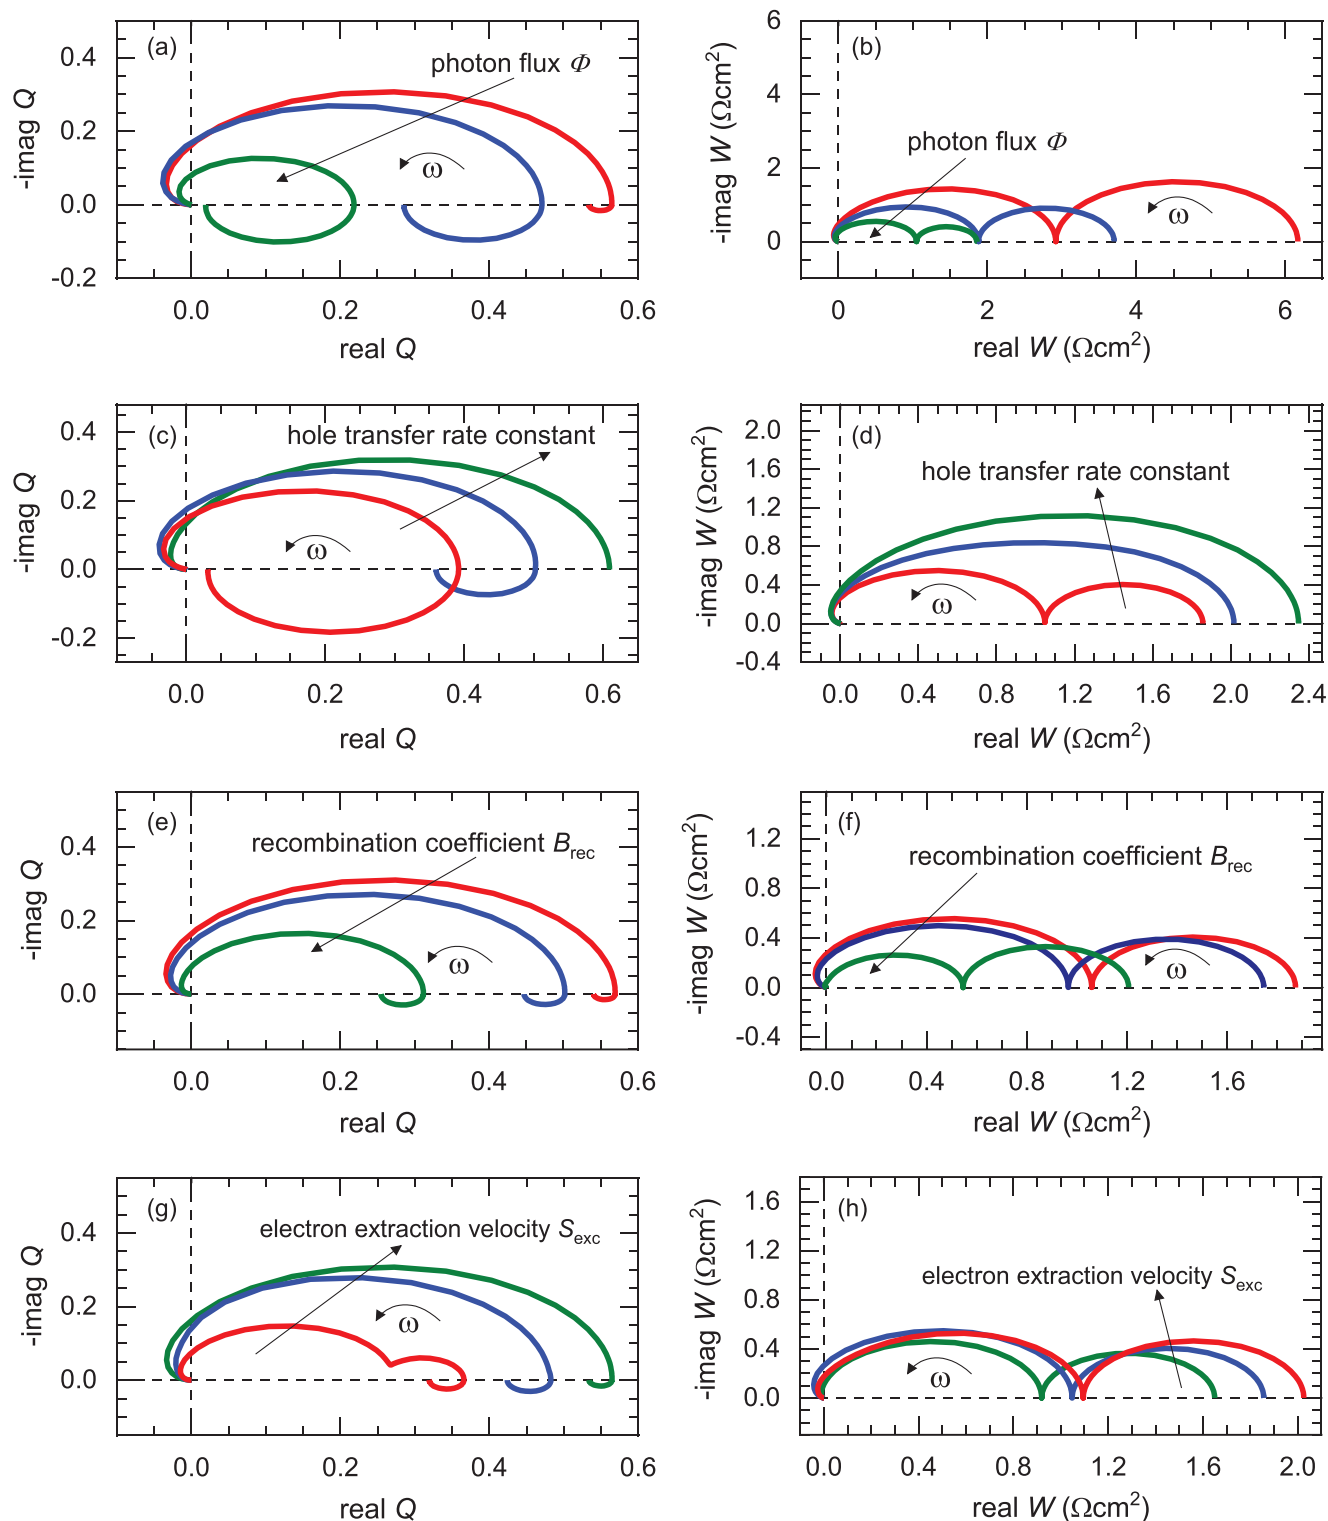 (a)
photon flux Φ
ω
-imag Q
0.4
0.2
0.0
-0.2
0.0 0.2 0.4 0.6
real Q
(b)
photon flux Φ
ω
-imag W (Ωcm²)
6
4
2
0
0 2 4 6
real W (Ωcm²)
(c)
hole transfer rate constant
ω
-imag Q
0.4
0.2
0.0
-0.2
0.0 0.2 0.4 0.6
real Q
(d)
hole transfer rate constant
ω
-imag W (Ωcm²)
2.0
1.6
1.2
0.8
0.4
0.0
-0.4
0.0 0.4 0.8 1.2 1.6 2.0 2.4
real W (Ωcm²)
(e)
recombination coefficient B_rec
ω
-imag Q
0.4
0.2
0.0
0.0 0.2 0.4 0.6
real Q
(f)
recombination coefficient B_rec
ω
-imag W (Ωcm²)
1.2
0.8
0.4
0.0
-0.4
0.0 0.4 0.8 1.2 1.6
real W (Ωcm²)
(g)
electron extraction velocity S_exc
ω
-imag Q
0.4
0.2
0.0
0.0 0.2 0.4 0.6
real Q
(h)
electron extraction velocity S_exc
ω
-imag W (Ωcm²)
1.6
1.2
0.8
0.4
0.0
0.0 0.4 0.8 1.2 1.6 2.0
real W (Ωcm²)